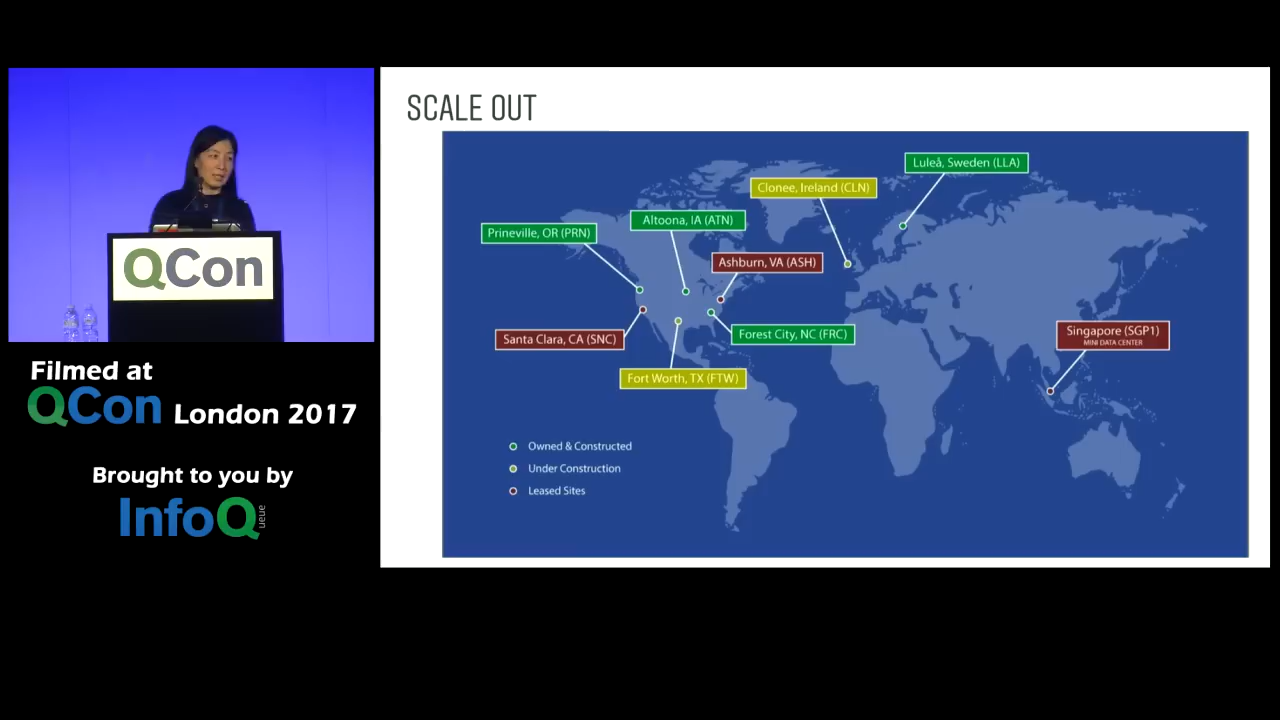 SCALE OUT
Luleå, Sweden (LLA)
Clonee, Ireland (CLN)
Altoona, IA (ATN)
Prineville, OR (PRN)
Ashburn, VA (ASH)
Santa Clara, CA (SNC)
Forest City, NC (FRC)
Singapore (SGP1)
MINI DATA CENTER
Fort Worth, TX (FTW)
Owned & Constructed
Under Construction
Leased Sites
QCon
Filmed at
QCon London 2017
Brought to you by
InfoQueue